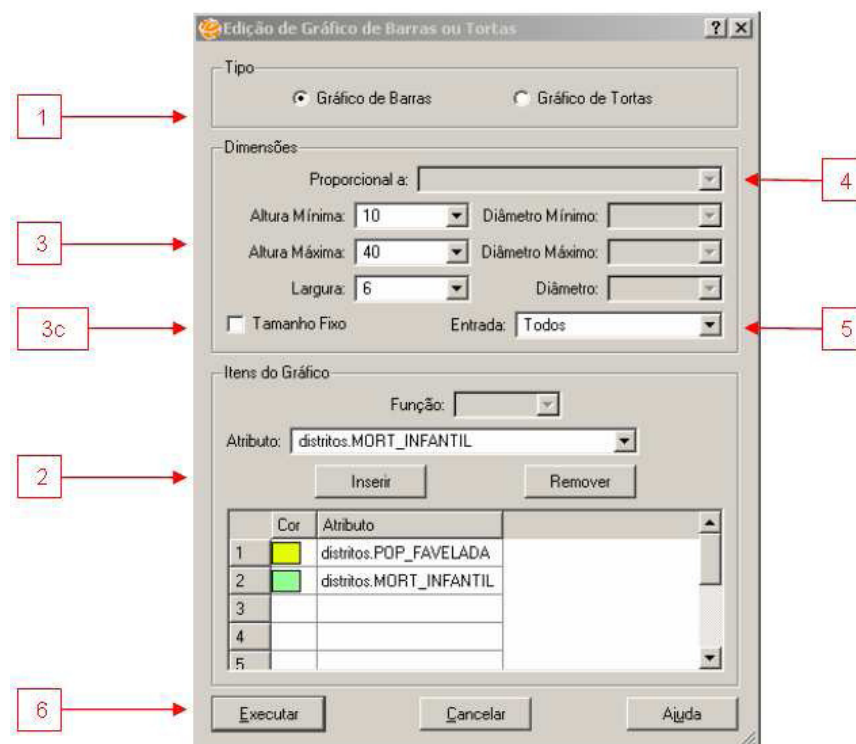 Edição de Gráfico de Barras ou Tortas
Tipo
Gráfico de Barras Gráfico de Tortas
1
Dimensões
Proporcional a:
4
Altura Mínima: 10 Diâmetro Mínimo:
3
Altura Máxima: 40 Diâmetro Máximo:
Largura: 6 Diâmetro:
3c
Tamanho Fixo Entrada: Todos
5
Itens do Gráfico
Função:
Atributo: distritos.MORT_INFANTIL
2
Inserir Remover
Cor Atributo
1 distritos.POP_FAVELADA
2 distritos.MORT_INFANTIL
3
4
5
6
Executar Cancelar Ajuda